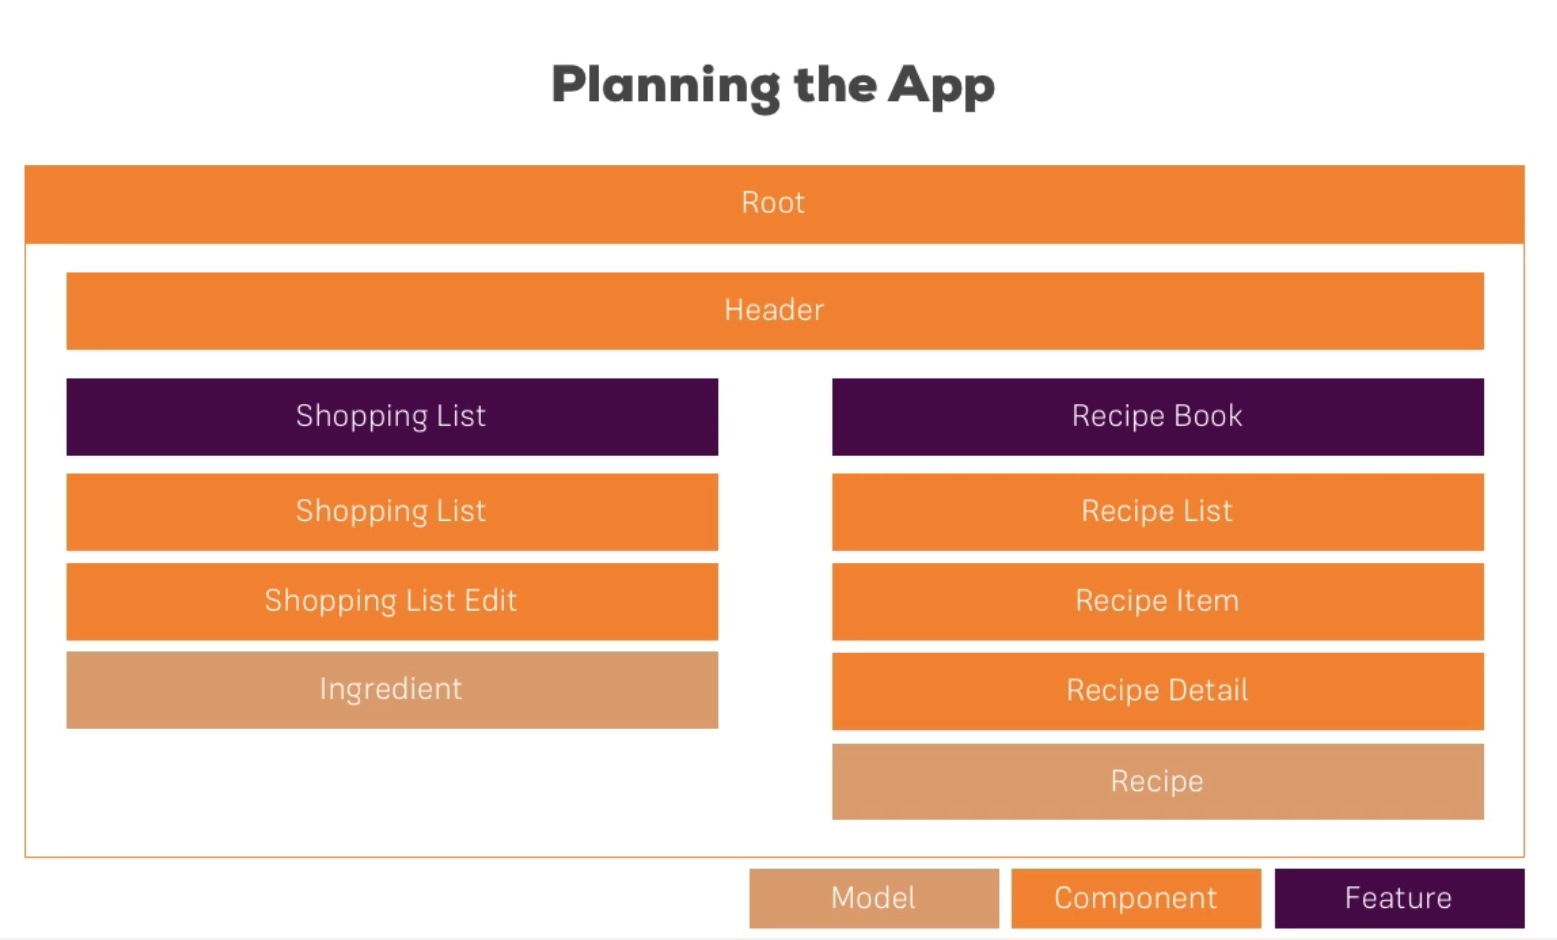 Planning the App
Root
Header
Shopping List
Shopping List
Shopping List Edit
Ingredient
Recipe Book
Recipe List
Recipe Item
Recipe Detail
Recipe
Model
Component
Feature